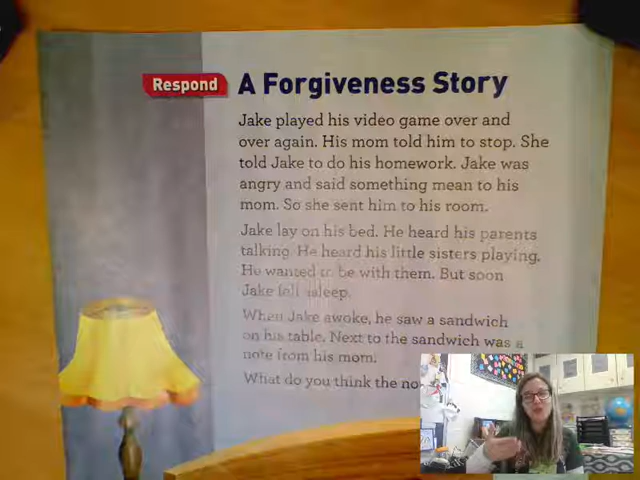 Respond A Forgiveness Story
Jake played his video game over and
over again. His mom told him to stop. She
told Jake to do his homework. Jake was
angry and said something mean to his
mom. So she sent him to his room.
Jake lay on his bed. He heard his parents
talking. He heard his little sisters playing.
He wanted to be with them. But soon
Jake fell asleep.
When Jake awoke, he saw a sandwich
on his table. Next to the sandwich was a
note from his mom.
What do you think the